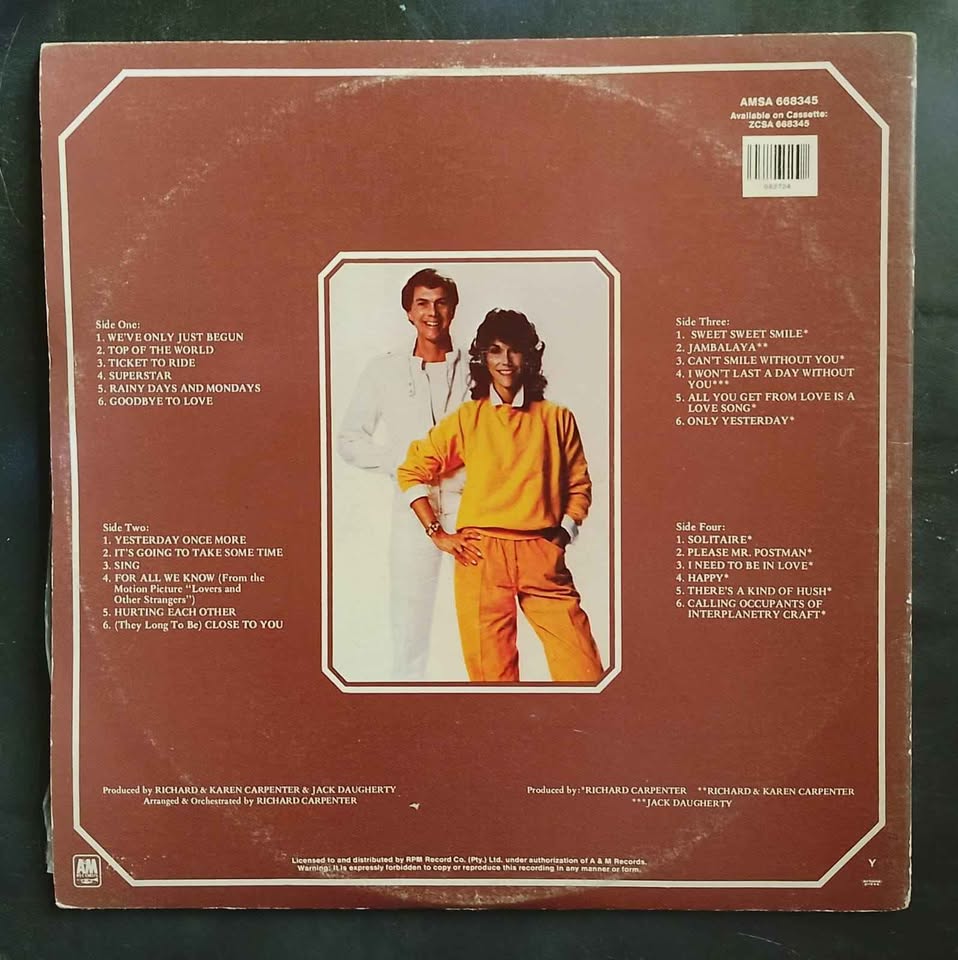 AMSA 668345
Available on Cassette:
ZCSA 668345
Side One:
1. WE'VE ONLY JUST BEGUN
2. TOP OF THE WORLD
3. TICKET TO RIDE
4. SUPERSTAR
5. RAINY DAYS AND MONDAYS
6. GOODBYE TO LOVE
Side Two:
1. YESTERDAY ONCE MORE
2. IT'S GOING TO TAKE SOME TIME
3. SING
4. FOR ALL WE KNOW (From the
Motion Picture "Lovers and
Other Strangers")
5. HURTING EACH OTHER
6. (They Long To Be) CLOSE TO YOU
Side Three:
1. SWEET SWEET SMILE*
2. JAMBALAYA**
3. CAN'T SMILE WITHOUT YOU*
4. I WON'T LAST A DAY WITHOUT
YOU***
5. ALL YOU GET FROM LOVE IS A
LOVE SONG*
6. ONLY YESTERDAY*
Side Four:
1. SOLITAIRE*
2. PLEASE MR. POSTMAN*
3. I NEED TO BE IN LOVE*
4. HAPPY*
5. THERE'S A KIND OF HUSH*
6. CALLING OCCUPANTS OF
INTERPLANETRY CRAFT*
Produced by RICHARD & KAREN CARPENTER & JACK DAUGHERTY
Arranged & Orchestrated by RICHARD CARPENTER
Produced by: *RICHARD CARPENTER **RICHARD & KAREN CARPENTER
***JACK DAUGHERTY
Licensed to and distributed by RPM Record Co. (Pty.) Ltd. under authorization of A & M Records.
Warning: It is expressly forbidden to copy or reproduce this recording in any manner or form.
A&M
RECORDS
Y